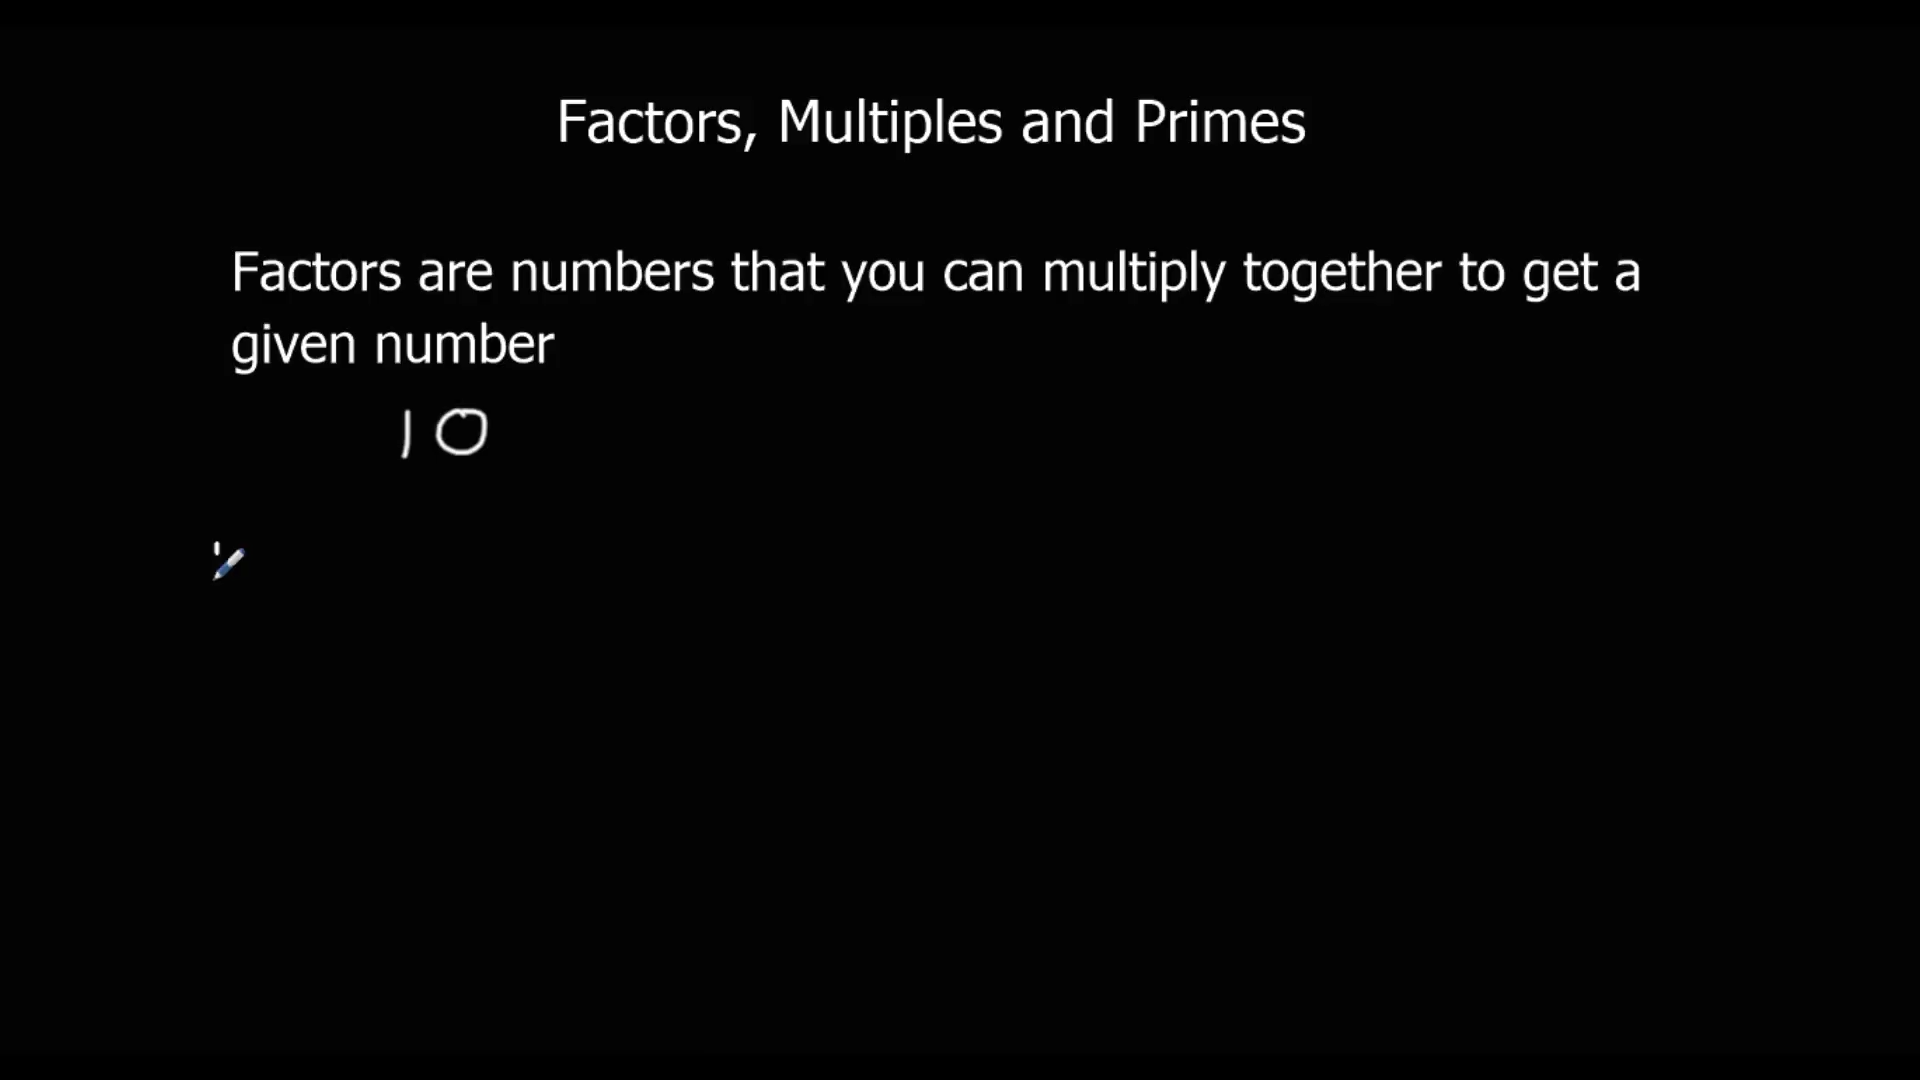 Factors, Multiples and Primes
Factors are numbers that you can multiply together to get a
given number
10